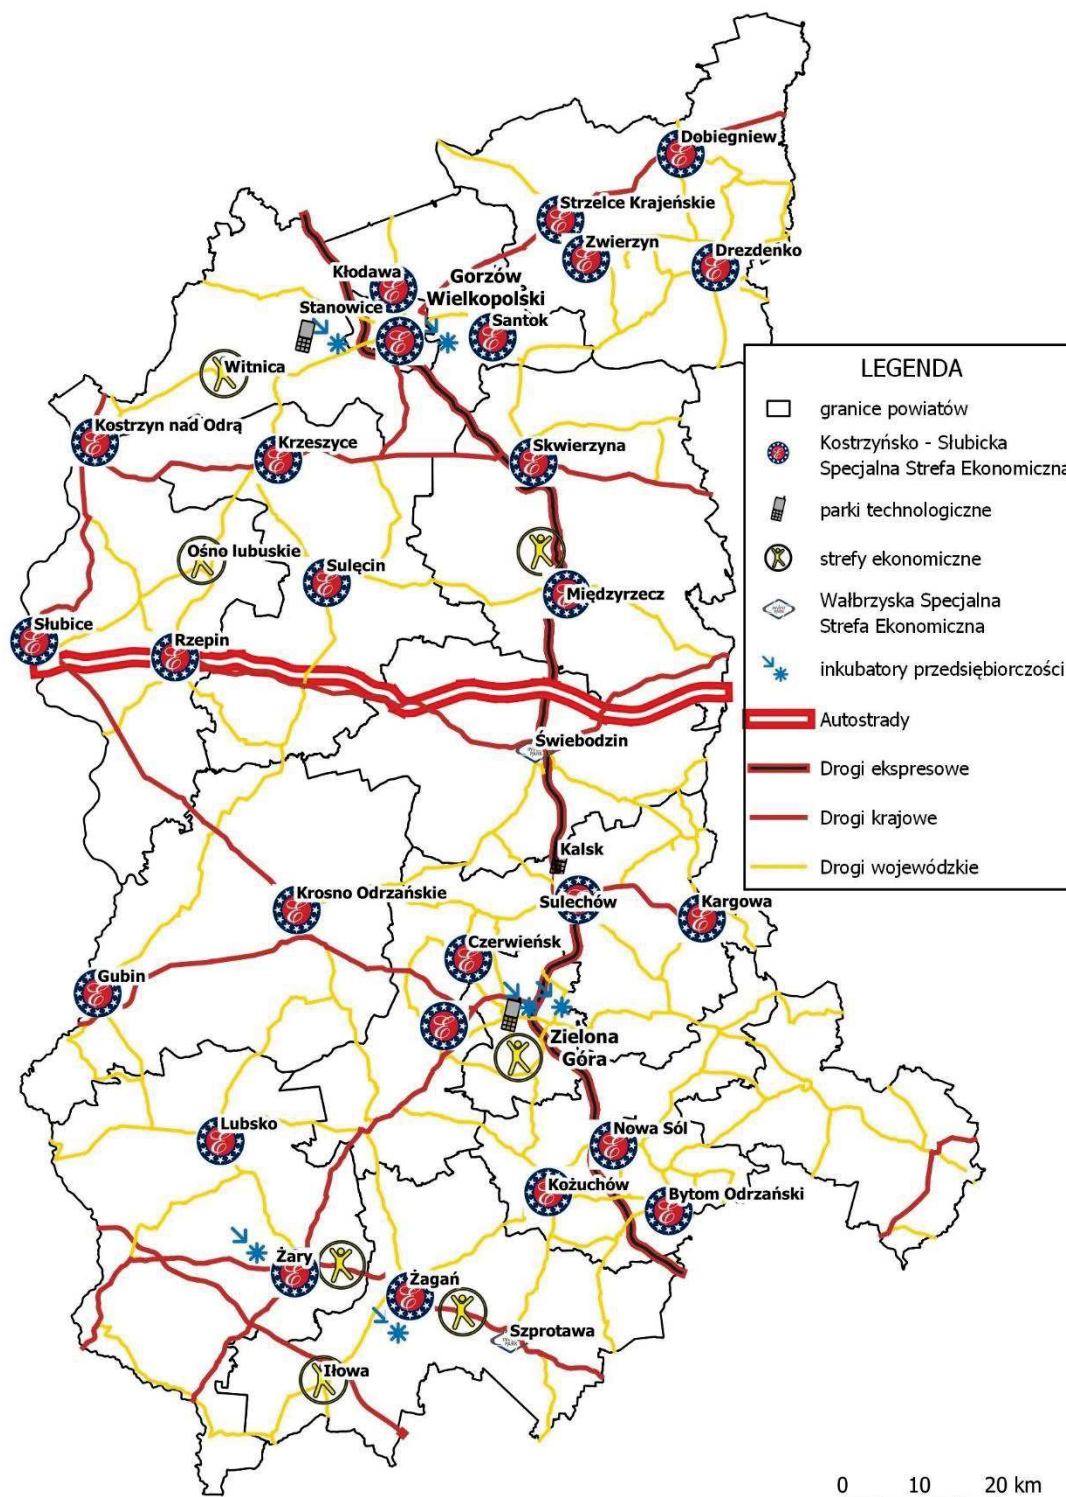 Dobiegniew
Strzelce Krajeńskie
Zwierzyn
Drezdenko
Kłodawa
Gorzów
Wielkopolski
Stanowice
Santok
Witnica
Kostrzyn nad Odrą
Krzeszyce
Skwierzyna
Ośno lubuskie
Sulęcin
Międzyrzecz
Słubice
Rzepin
Świebodzin
Kalsk
Krosno Odrzańskie
Sulechów
Kargowa
Czerwieńsk
Gubin
Zielona
Góra
Lubsko
Nowa Sól
Kożuchów
Bytom Odrzański
Żary
Żagań
Szprotawa
Iłowa
LEGENDA
granice powiatów
Kostrzyńsko - Słubicka
Specjalna Strefa Ekonomiczna
parki technologiczne
strefy ekonomiczne
Wałbrzyska Specjalna
Strefa Ekonomiczna
inkubatory przedsiębiorczości
Autostrady
Drogi ekspresowe
Drogi krajowe
Drogi wojewódzkie
0 10 20 km